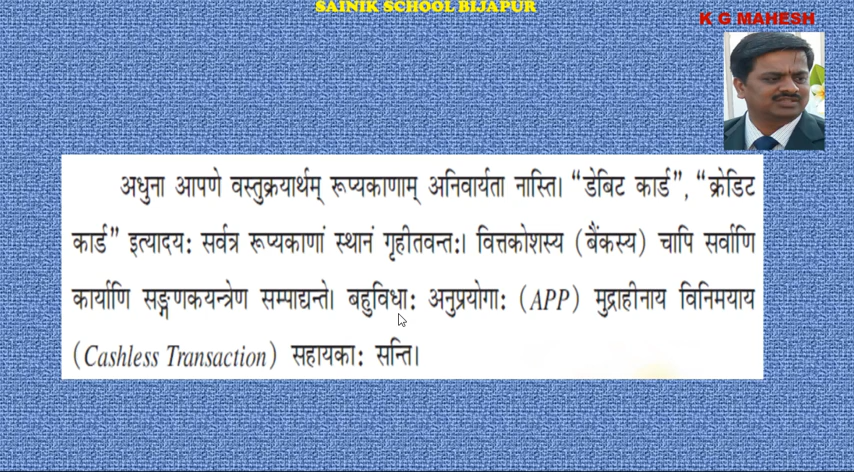 SAINIK SCHOOL BIJAPUR
K G MAHESH
अधुना आपणे वस्तुक्रयार्थम् रूप्यकाणाम् अनिवार्यता नास्ति। “डेबिट कार्ड”, “क्रेडिट
कार्ड” इत्यादय: सर्वत्र रूप्यकाणां स्थानं गृहीतवन्त:। वित्तकोशस्य (बैंकस्य) चापि सर्वाणि
कार्याणि सङ्गणकयन्त्रेण सम्पाद्यन्ते। बहुविधा: अनुप्रयोगा: (APP) मुद्राहीनाय विनिमयाय
(Cashless Transaction) सहायका: सन्ति।